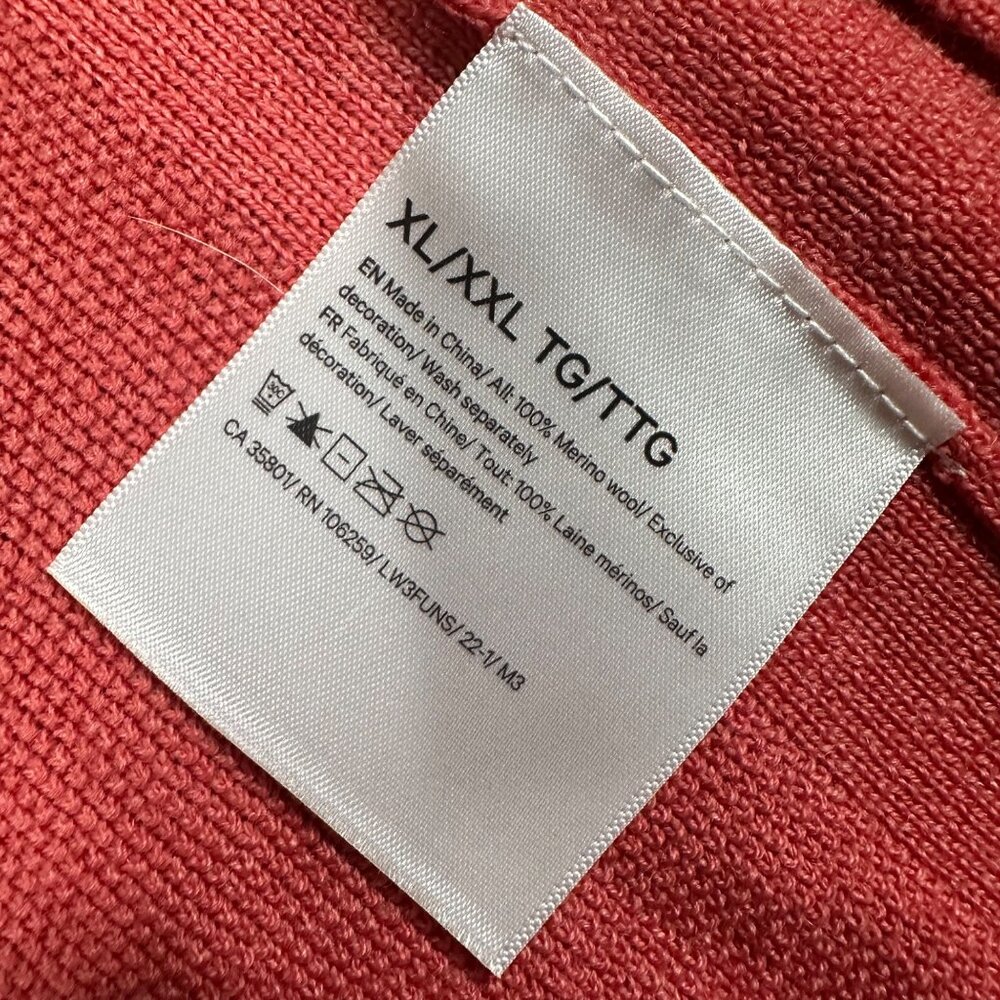 XL/XXL TG/TTG
EN Made in China/ All: 100% Merino wool/ Exclusive of
decoration/ Wash separately
FR Fabriqué en Chine/ Tout: 100% Laine mérinos/ Sauf la
décoration/ Laver séparément
30C
CA 35801/ RN 106259/ LW3FUNS/ 22-1/ M3